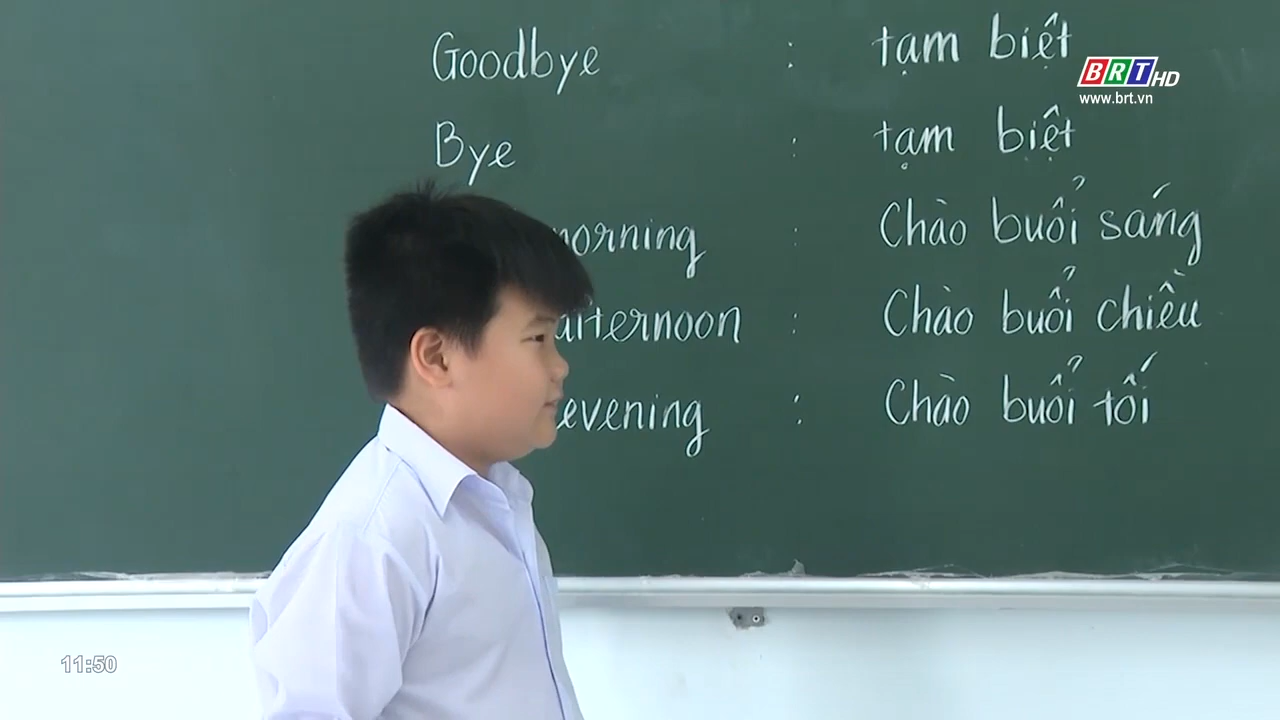 Goodbye : tạm biệt
BRT HD
www.brt.vn
Bye : tạm biệt
morning : Chào buổi sáng
afternoon : Chào buổi chiều
evening : Chào buổi tối
11:50